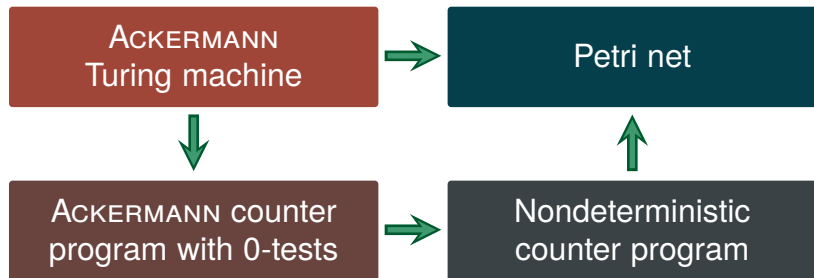 ACKERMANN
Turing machine
Petri net
ACKERMANN counter
program with 0-tests
Nondeterministic
counter program